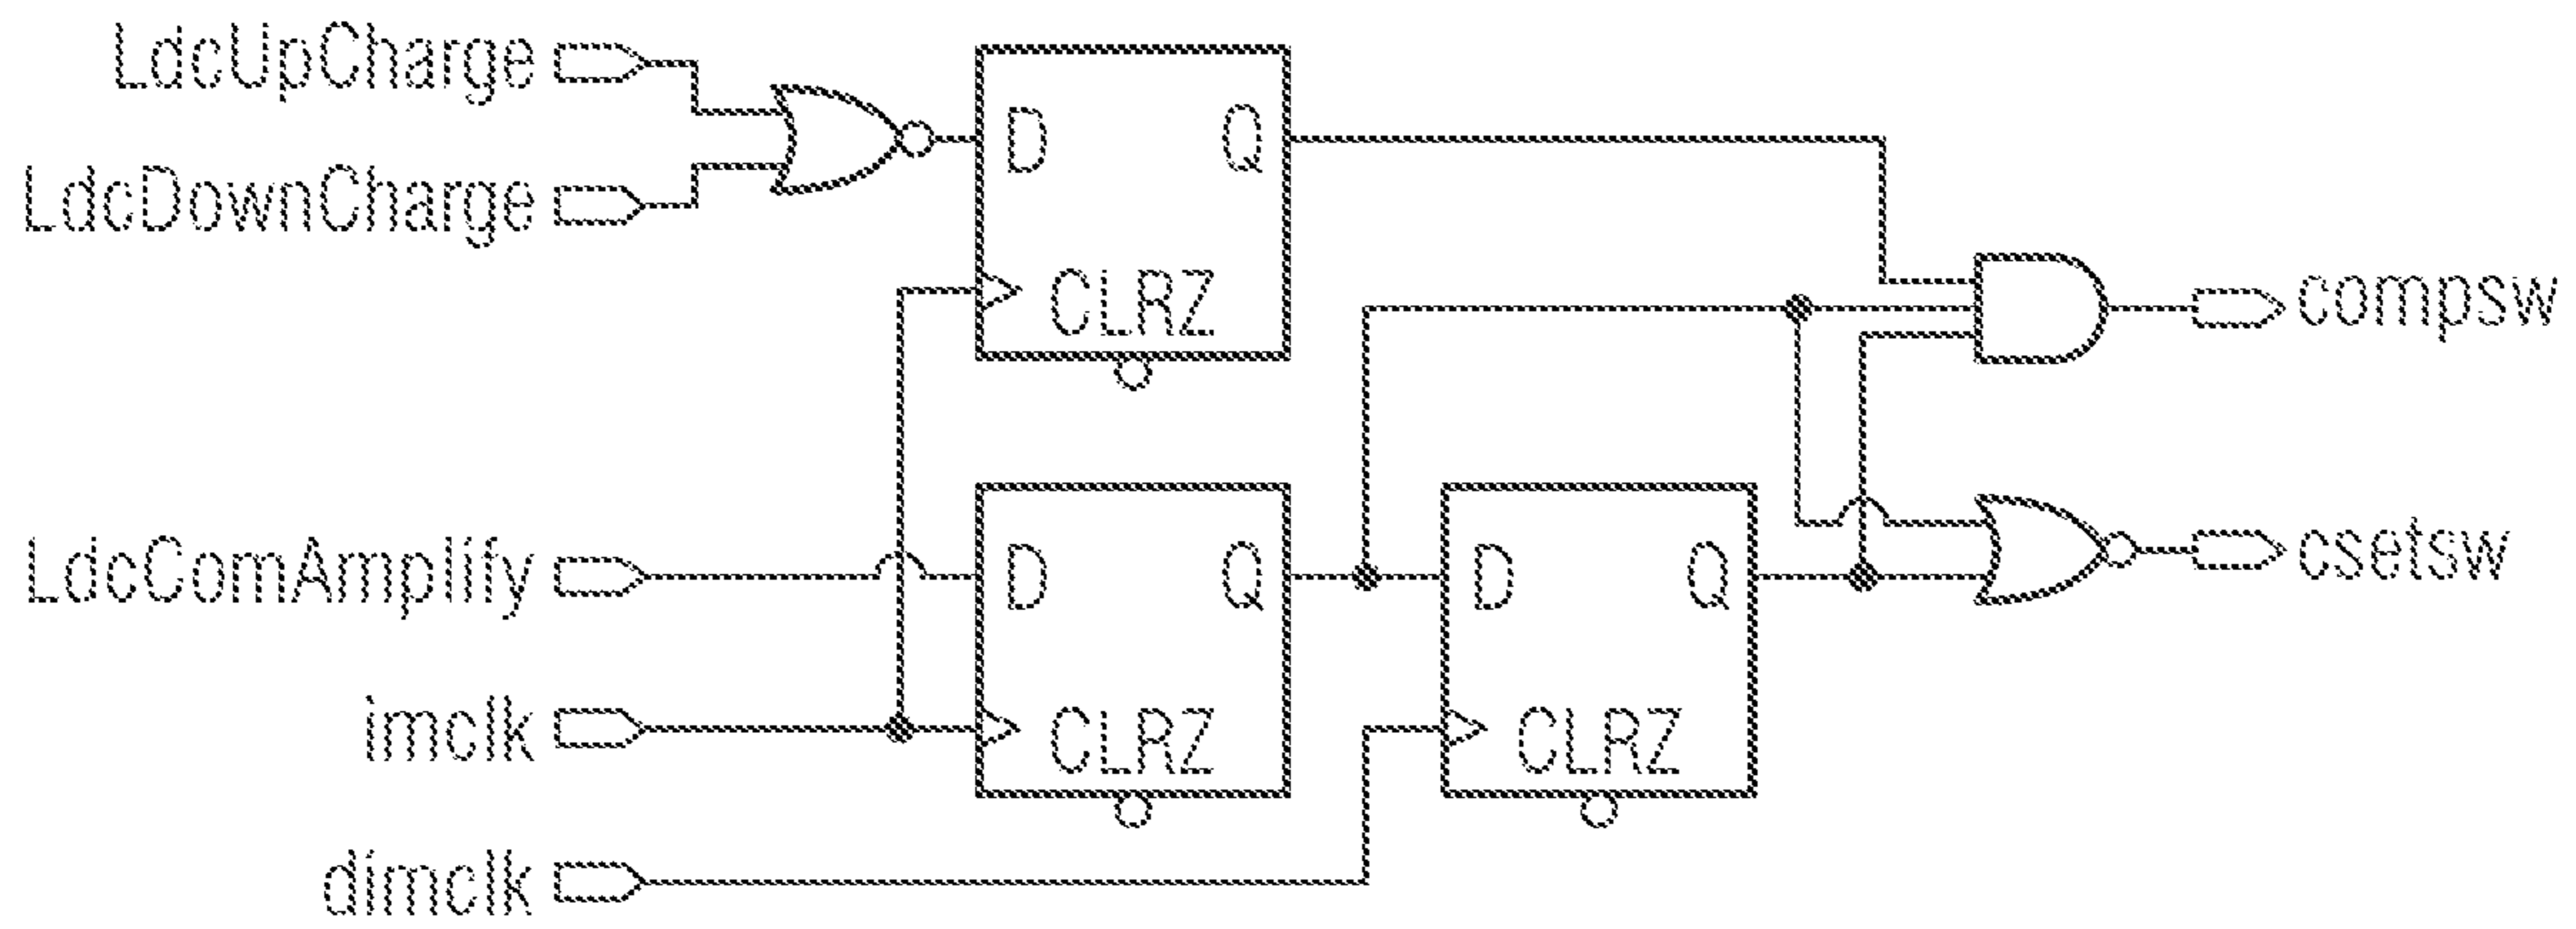 LdcUpCharge
LdcDownCharge
D Q
CLRZ
compsw
LdcComAmplify
D Q
D Q
csetsw
imclk
CLRZ
CLRZ
dimclk